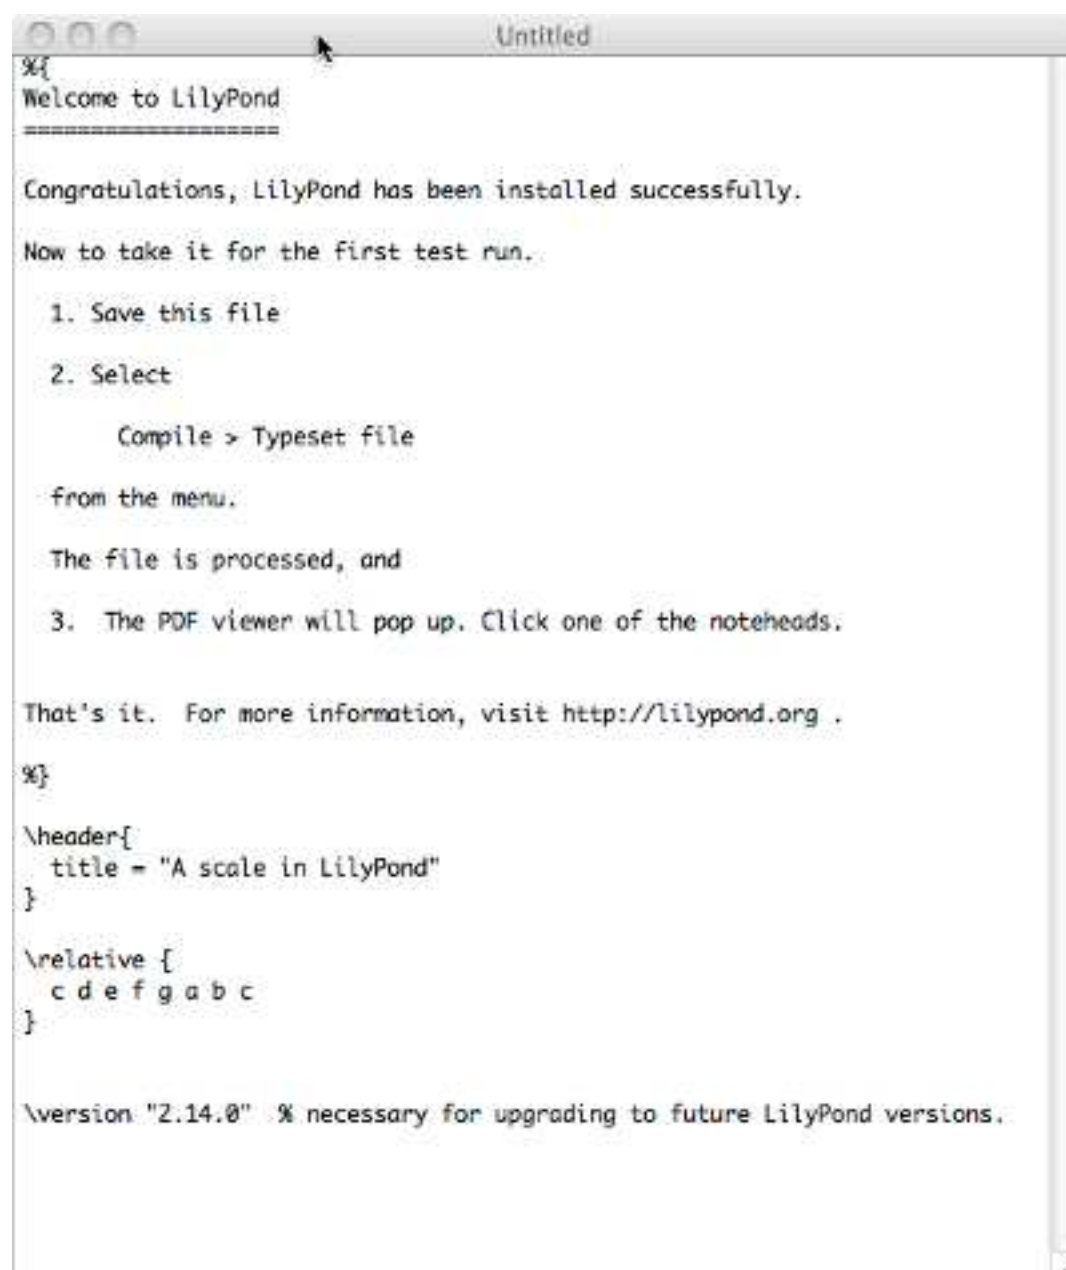 Untitled
%{
Welcome to LilyPond
===================
Congratulations, LilyPond has been installed successfully.
Now to take it for the first test run.
1. Save this file
2. Select
Compile > Typeset file
from the menu.
The file is processed, and
3.  The PDF viewer will pop up. Click one of the noteheads.
That's it.  For more information, visit http://lilypond.org .
%}
\header{
title = "A scale in LilyPond"
}
\relative {
c d e f g a b c
}
\version "2.14.0"  % necessary for upgrading to future LilyPond versions.